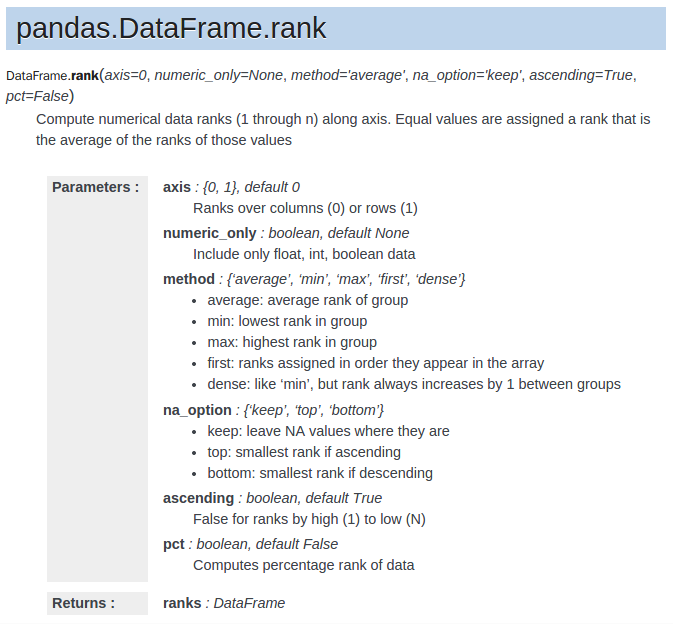 pandas.DataFrame.rank
DataFrame.rank(axis=0, numeric_only=None, method='average', na_option='keep', ascending=True,
pct=False)
Compute numerical data ranks (1 through n) along axis. Equal values are assigned a rank that is
the average of the ranks of those values
Parameters :
axis : {0, 1}, default 0
Ranks over columns (0) or rows (1)
numeric_only : boolean, default None
Include only float, int, boolean data
method : {‘average’, ‘min’, ‘max’, ‘first’, ‘dense’}
• average: average rank of group
• min: lowest rank in group
• max: highest rank in group
• first: ranks assigned in order they appear in the array
• dense: like ‘min’, but rank always increases by 1 between groups
na_option : {‘keep’, ‘top’, ‘bottom’}
• keep: leave NA values where they are
• top: smallest rank if ascending
• bottom: smallest rank if descending
ascending : boolean, default True
False for ranks by high (1) to low (N)
pct : boolean, default False
Computes percentage rank of data
Returns :
ranks : DataFrame